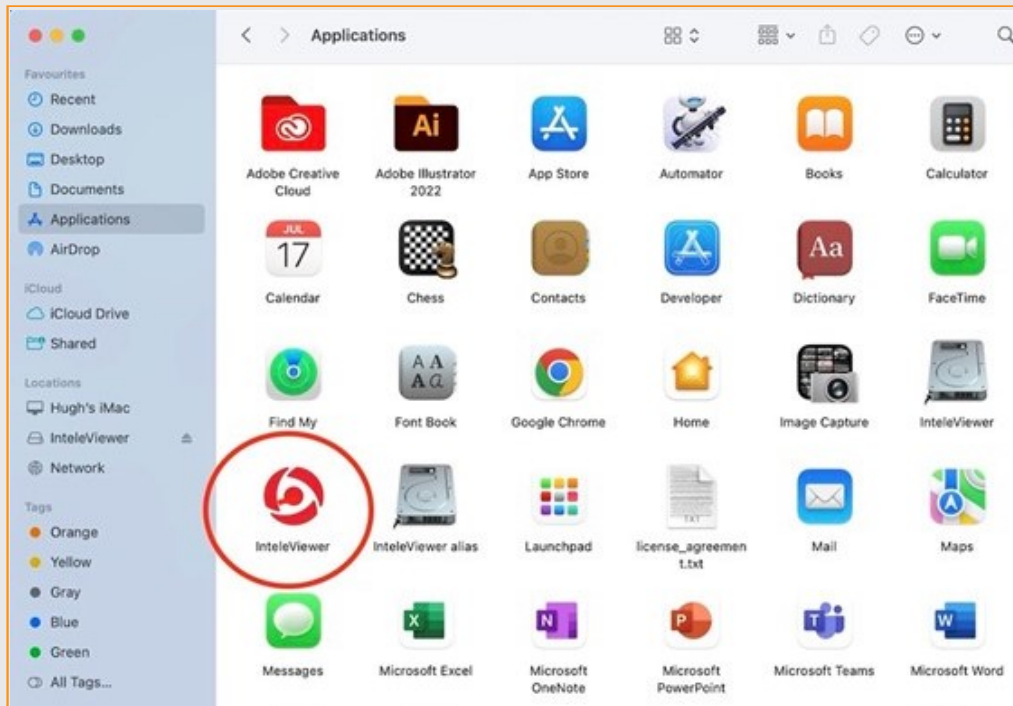 Applications
Favourites
Recent
Downloads
Desktop
Documents
Applications
AirDrop
iCloud
iCloud Drive
Shared
Locations
Hugh's iMac
InteleViewer
Network
Tags
Orange
Yellow
Gray
Blue
Green
All Tags...
Ai
Adobe Creative
Cloud
Adobe Illustrator
2022
App Store
Automator
Books
Calculator
JUL
17
Aa
Calendar
Chess
Contacts
Developer
Dictionary
FaceTime
A A
A a
Find My
Font Book
Google Chrome
Home
Image Capture
InteleViewer
TXT
InteleViewer
InteleViewer alias
Launchpad
license_agreemen
t.txt
Mail
Maps
X
N
P
T
W
Messages
Microsoft Excel
Microsoft
OneNote
Microsoft
PowerPoint
Microsoft Teams
Microsoft Word